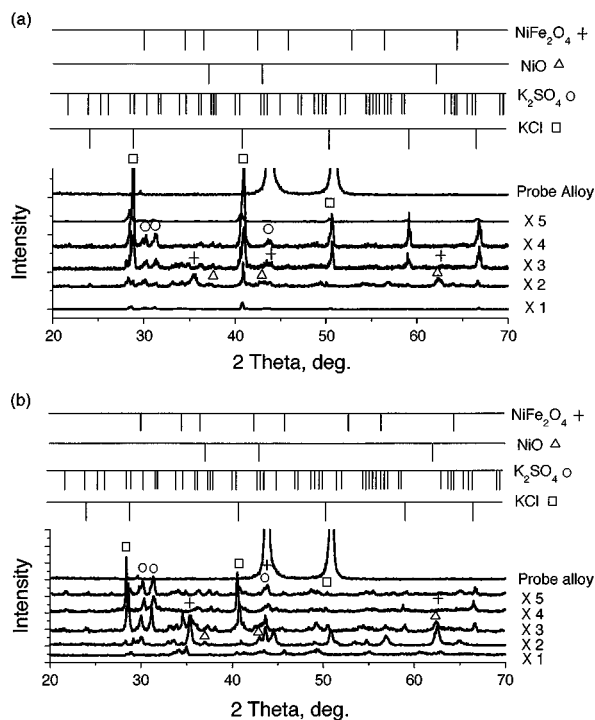 (a)
NiFe₂O₄ +
NiO △
K₂SO₄ ○
KCl □
Probe Alloy
X 5
X 4
X 3
X 2
X 1
Intensity
20 30 40 50 60 70
2 Theta, deg.
(b)
NiFe₂O₄ +
NiO △
K₂SO₄ ○
KCl □
Probe alloy
X 5
X 4
X 3
X 2
X 1
Intensity
20 30 40 50 60 70
2 Theta, deg.